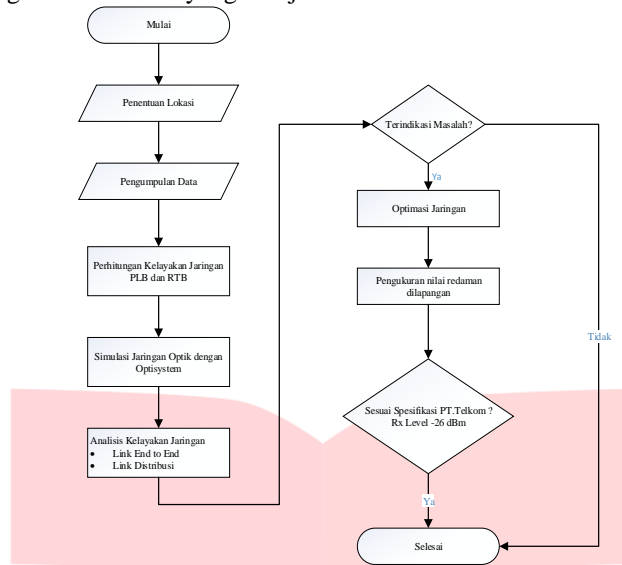 Mulai
Penentuan Lokasi
Pengumpulan Data
Perhitungan Kelayakan Jaringan
PLB dan RTB
Simulasi Jaringan Optik dengan
Optisystem
Analisis Kelayakan Jaringan
• Link End to End
• Link Distribusi
Terindikasi Masalah?
Ya
Optimasi Jaringan
Pengukuran nilai redaman
dilapangan
Tidak
Sesuai Spesifikasi PT.Telkom ?
Rx Level -26 dBm
Ya
Selesai